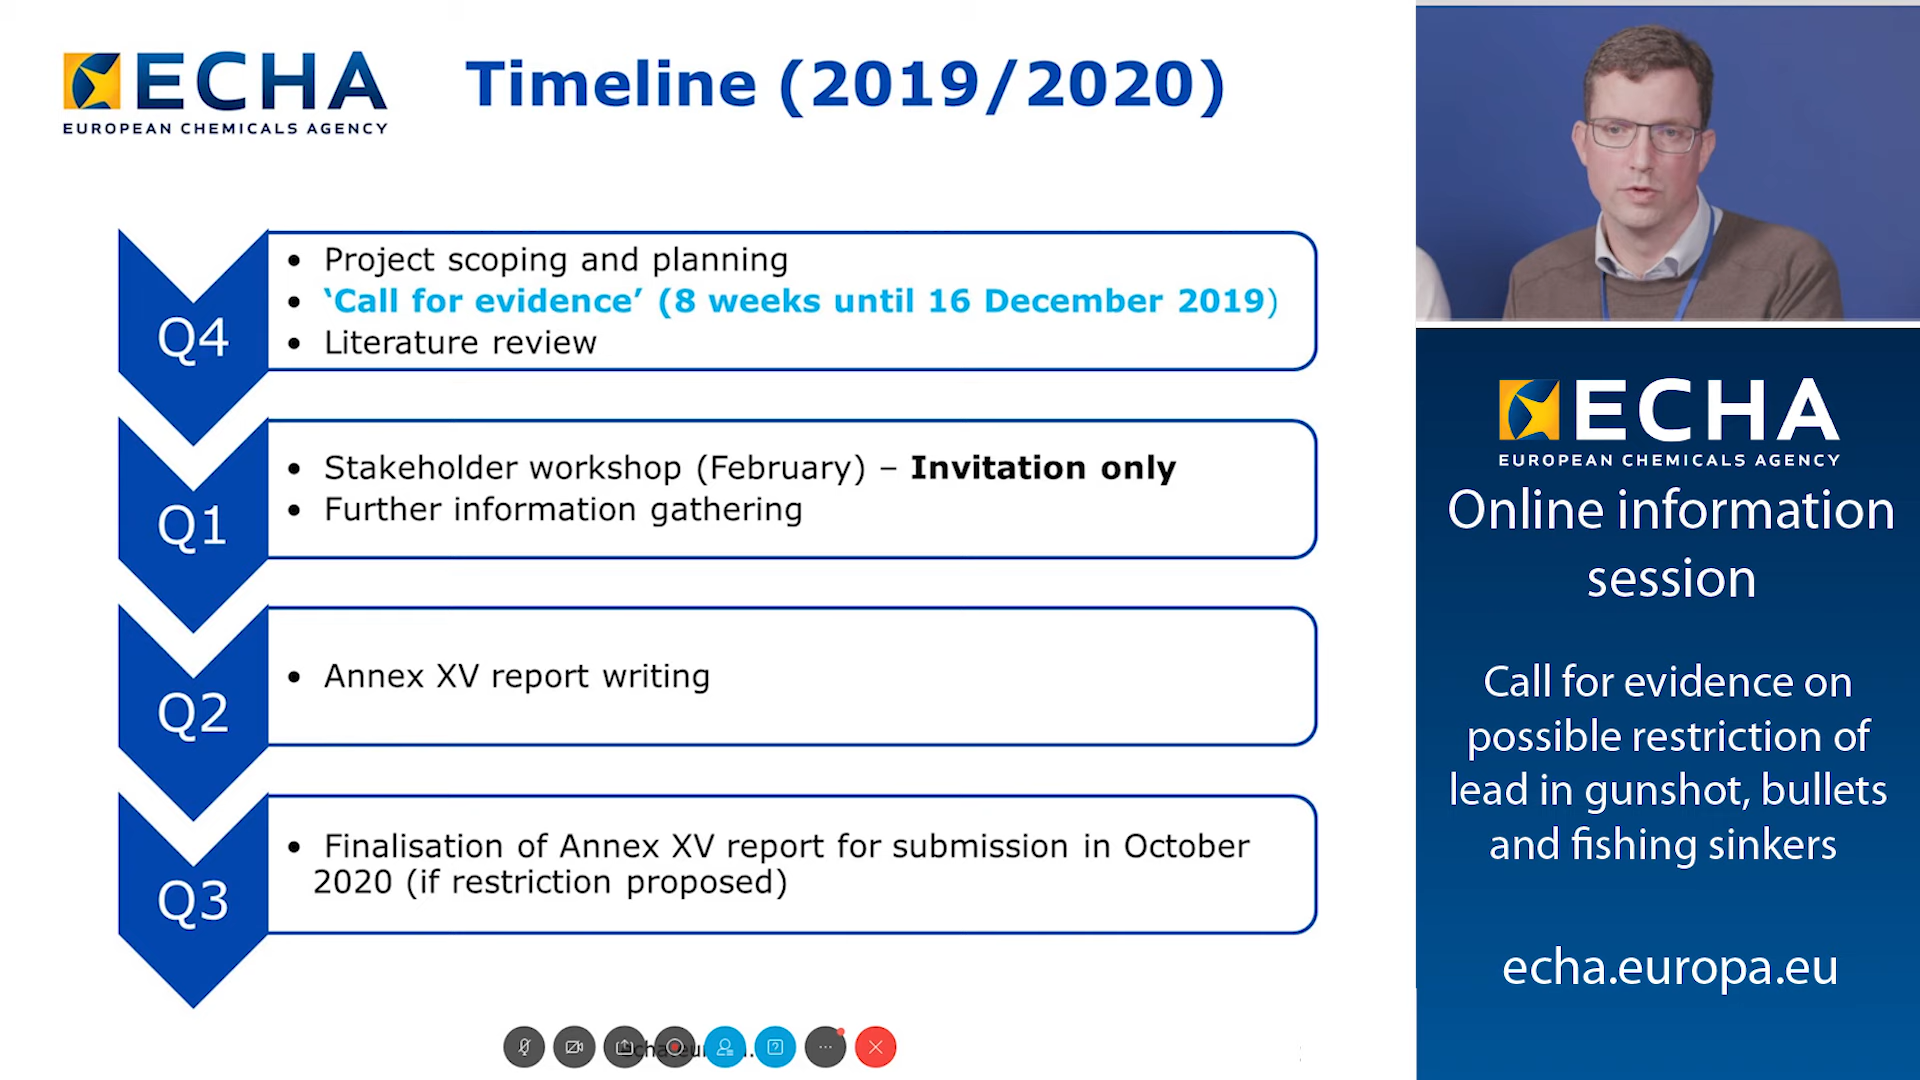 ECHA
EUROPEAN CHEMICALS AGENCY
Timeline (2019/2020)
Q4
• Project scoping and planning
• ‘Call for evidence’ (8 weeks until 16 December 2019)
• Literature review
Q1
• Stakeholder workshop (February) – Invitation only
• Further information gathering
Q2
• Annex XV report writing
Q3
• Finalisation of Annex XV report for submission in October
2020 (if restriction proposed)
ECHA
EUROPEAN CHEMICALS AGENCY
Online information
session
Call for evidence on
possible restriction of
lead in gunshot, bullets
and fishing sinkers
echa.europa.eu